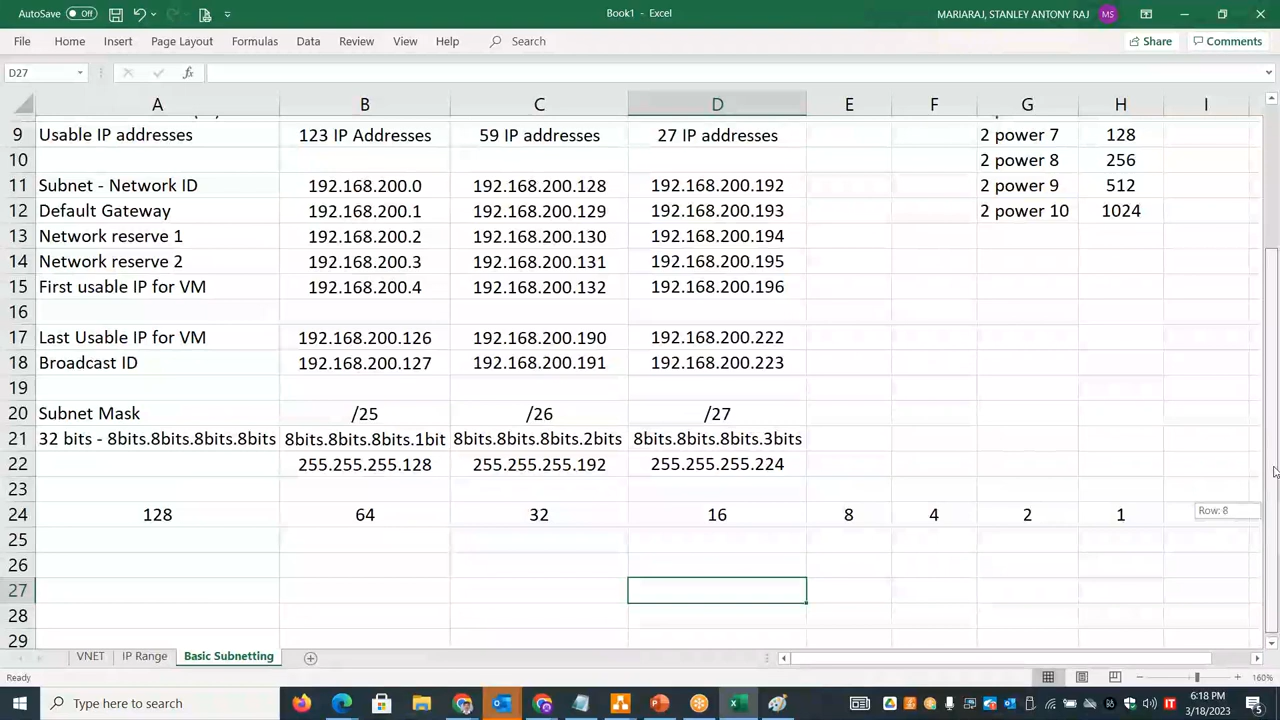 AutoSave Off Book1 - Excel MARIARAJ, STANLEY ANTONY RAJ MS
File Home Insert Page Layout Formulas Data Review View Help Search Share Comments
D27 fx
A B C D E F G H I
9 Usable IP addresses 123 IP Addresses 59 IP addresses 27 IP addresses 2 power 7 128
10 2 power 8 256
11 Subnet - Network ID 192.168.200.0 192.168.200.128 192.168.200.192 2 power 9 512
12 Default Gateway 192.168.200.1 192.168.200.129 192.168.200.193 2 power 10 1024
13 Network reserve 1 192.168.200.2 192.168.200.130 192.168.200.194
14 Network reserve 2 192.168.200.3 192.168.200.131 192.168.200.195
15 First usable IP for VM 192.168.200.4 192.168.200.132 192.168.200.196
16
17 Last Usable IP for VM 192.168.200.126 192.168.200.190 192.168.200.222
18 Broadcast ID 192.168.200.127 192.168.200.191 192.168.200.223
19
20 Subnet Mask /25 /26 /27
21 32 bits - 8bits.8bits.8bits.8bits 8bits.8bits.8bits.1bit 8bits.8bits.8bits.2bits 8bits.8bits.8bits.3bits
22 255.255.255.128 255.255.255.192 255.255.255.224
23
24 128 64 32 16 8 4 2 1 Row: 8
25
26
27
28
29
VNET IP Range Basic Subnetting
Ready 160%
Type here to search IT 6:18 PM
3/18/2023